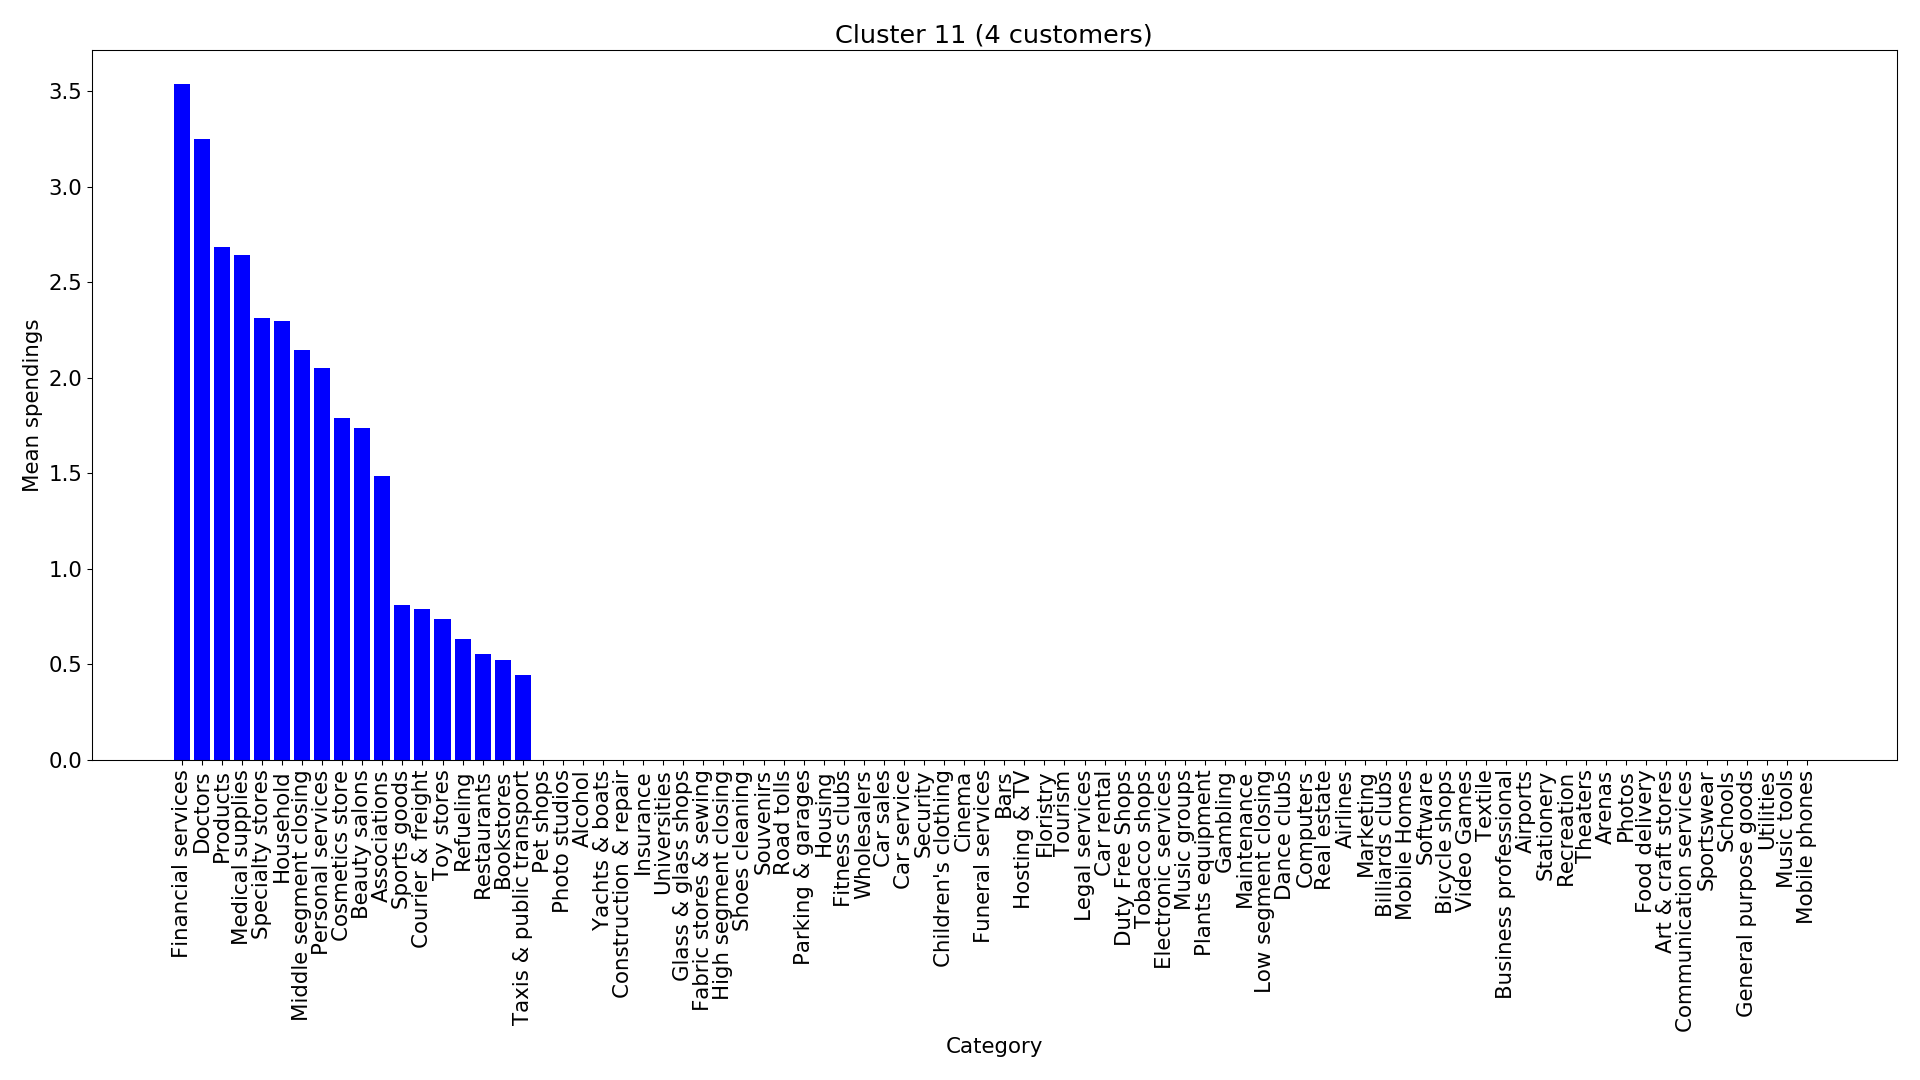 Cluster 11 (4 customers)
Mean spendings
3.5
3.0
2.5
2.0
1.5
1.0
0.5
0.0
Financial services
Doctors
Products
Medical supplies
Specialty stores
Household
Middle segment closing
Personal services
Cosmetics store
Beauty salons
Associations
Sports goods
Courier & freight
Toy stores
Refueling
Restaurants
Bookstores
Taxis & public transport
Pet shops
Photo studios
Alcohol
Yachts & boats
Construction & repair
Insurance
Universities
Glass & glass shops
Fabric stores & sewing
High segment closing
Shoes cleaning
Souvenirs
Road tolls
Parking & garages
Housing
Fitness clubs
Wholesalers
Car sales
Car service
Security
Children's clothing
Cinema
Funeral services
Bars
Hosting & TV
Floristry
Tourism
Legal services
Car rental
Duty Free Shops
Tobacco shops
Electronic services
Music groups
Plants equipment
Gambling
Maintenance
Low segment closing
Dance clubs
Computers
Real estate
Airlines
Marketing
Billiards clubs
Mobile Homes
Software
Bicycle shops
Video Games
Textile
Business professional
Airports
Stationery
Recreation
Theaters
Arenas
Photos
Food delivery
Art & craft stores
Communication services
Sportswear
Schools
General purpose goods
Utilities
Music tools
Mobile phones
Category